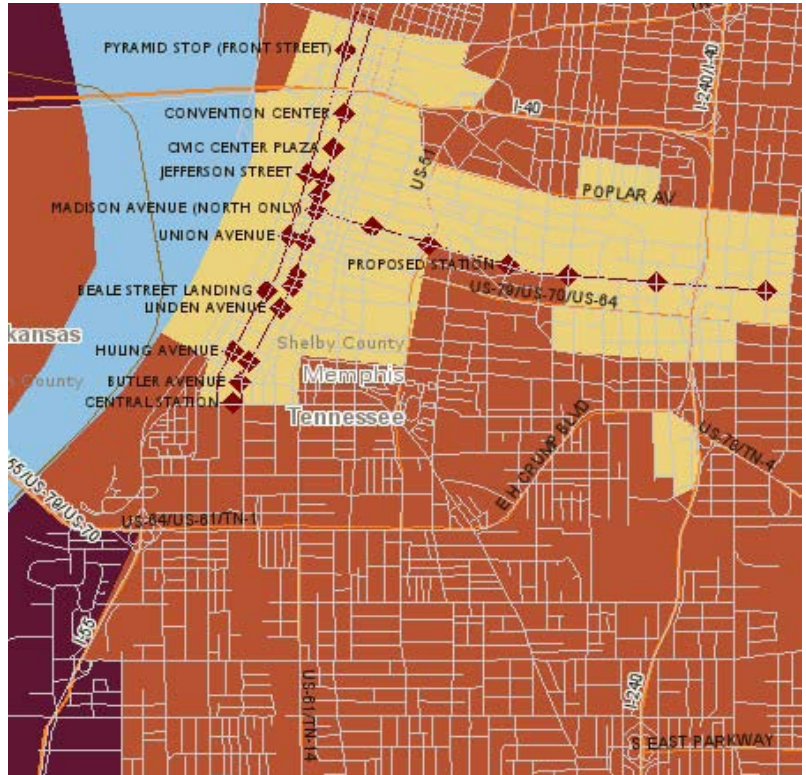 PYRAMID STOP (FRONT STREET)
I-240/I-40
I-40
CONVENTION CENTER
CIVIC CENTER PLAZA
JEFFERSON STREET
US-51
POPLAR AV
MADISON AVENUE (NORTH ONLY)
UNION AVENUE
PROPOSED STATION
BEALE STREET LANDING
US-79/US-70/US-64
LINDEN AVENUE
kansas
Shelby County
HULING AVENUE
County
Memphis
BUTLER AVENUE
CENTRAL STATION
Tennessee
E H CRUMP BLVD
US-78/TN-4
55/US-79/US-70
US-64/US-61/TN-1
I-55
US-61/TN-14
I-240
S EAST PARKWAY